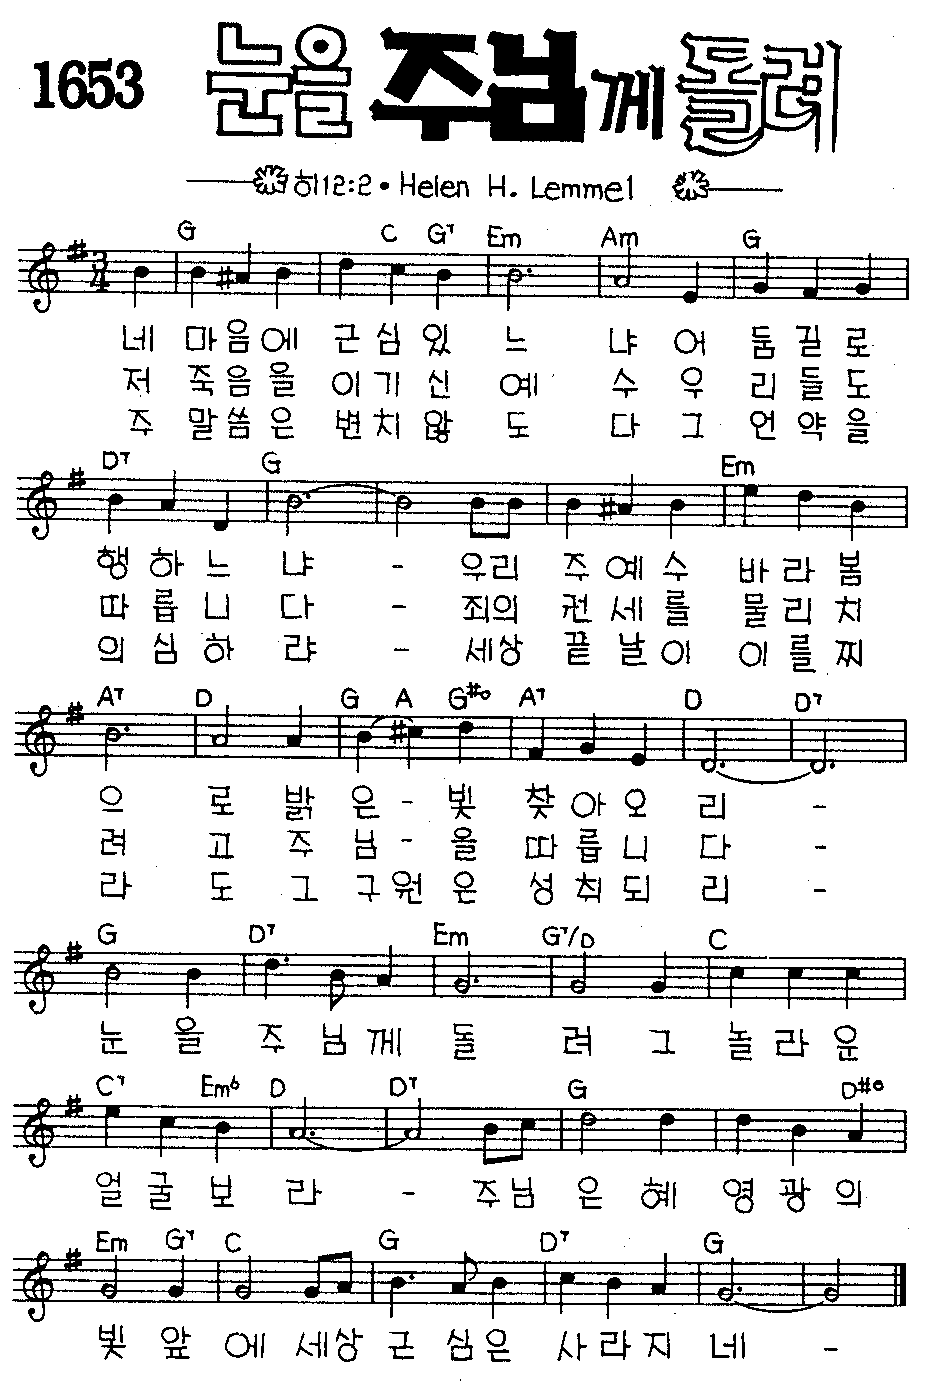 1653 눈을 주님께 돌려
히12:2 • Helen H. Lemmel
G C G7 Em Am G
네 마음에 근심있 느 냐 어 둠길로
저 죽음을 이기신 예 수 우 리들도
주 말씀은 변치않 도 다 그 언약을
D7 G Em
행하느 냐 - 우리 주예수 바라봄
따릅니 다 - 죄의 권세를 물리치
의심하 랴 - 세상 끝날이 이를찌
A7 D G A G#o A7 D D7
으 로 밝 은- 빛 찾아오 리 -
려 고 주 님- 을 따릅니 다 -
라 도 그 구원 은 성취되 리 -
G D7 Em G7/D C
눈 을 주 님께 돌 려 그 놀라운
C7 Em6 D D7 G D#o
얼굴보 라 - 주님 은 혜 영광의
Em G7 C G D7 G
빛 앞 에 세상 근 심은 사라지 네 -